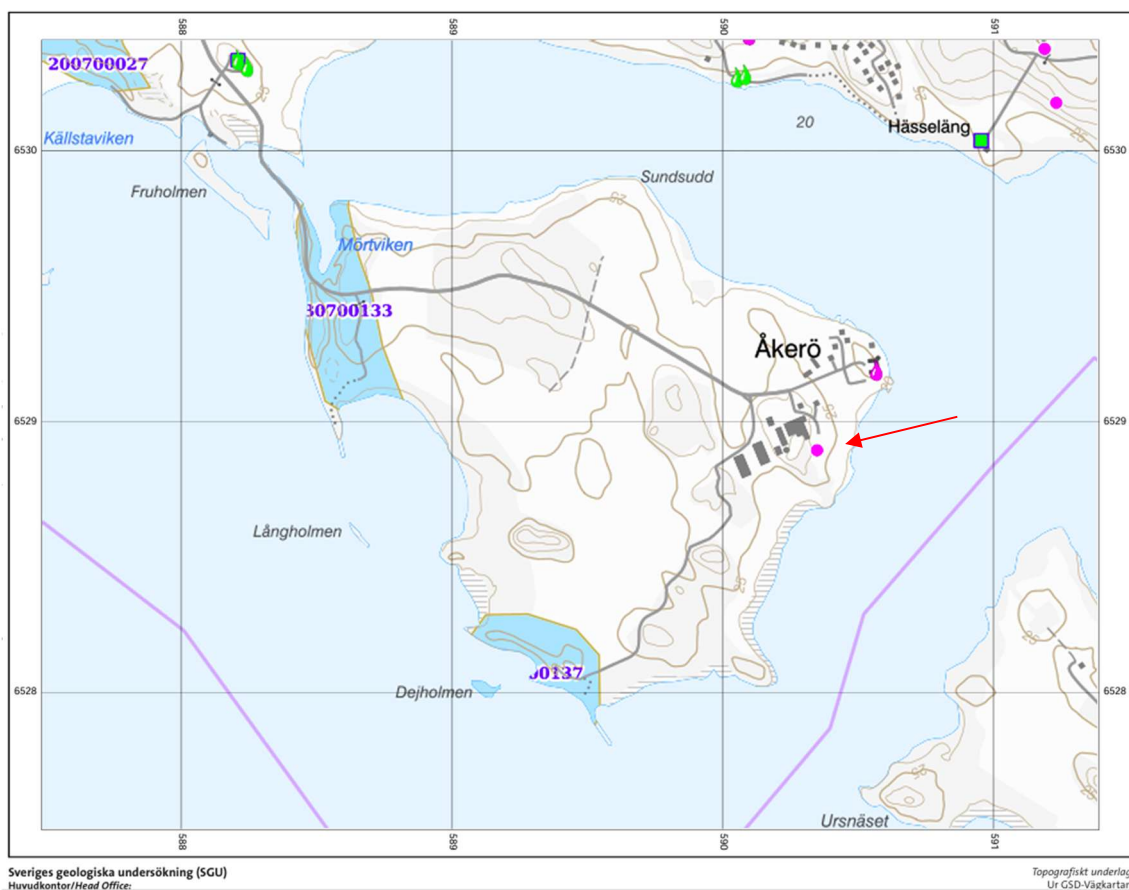 588 589 590 591
200700027
Källstaviken
20
Hässeläng
6530 6530
Fruholmen
Sundsudd
Mörtviken
30700133
Åkerö
6529 6529
Långholmen
00137
Dejholmen
6528 6528
Ursnäset
588 589 590 591
Sveriges geologiska undersökning (SGU)
Huvudkontor/Head Office:
Topografiskt underlag
Ur GSD-Vägkartan